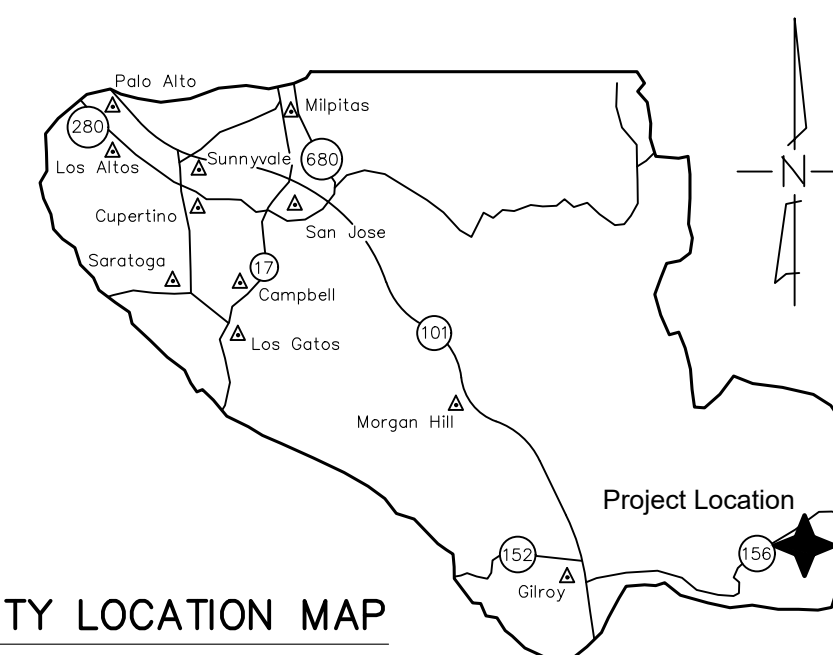 Palo Alto
Milpitas
280
Los Altos
Sunnyvale
680
Cupertino
San Jose
Saratoga
17
Campbell
Los Gatos
101
Morgan Hill
N
Project Location
152
156
Gilroy
TY LOCATION MAP